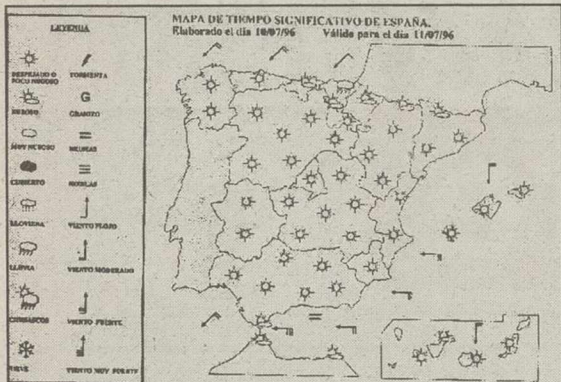 MAPA DE TIEMPO SIGNIFICATIVO DE ESPAÑA.
Elaborado el día 10/07/96 Válido para el día 11/07/96
LEYENDA
DESPEJADO O
POCO NUBOSO
TORMENTA
NUBOSO
G
GRANIZO
MUY NUBOSO
NEBLINAS
CUBIERTO
NIEBLAS
LLOVIZNA
VIENTO FLOJO
LLUVIA
VIENTO MODERADO
CHUBASCOS
VIENTO FUERTE
NIEVE
VIENTO MUY FUERTE